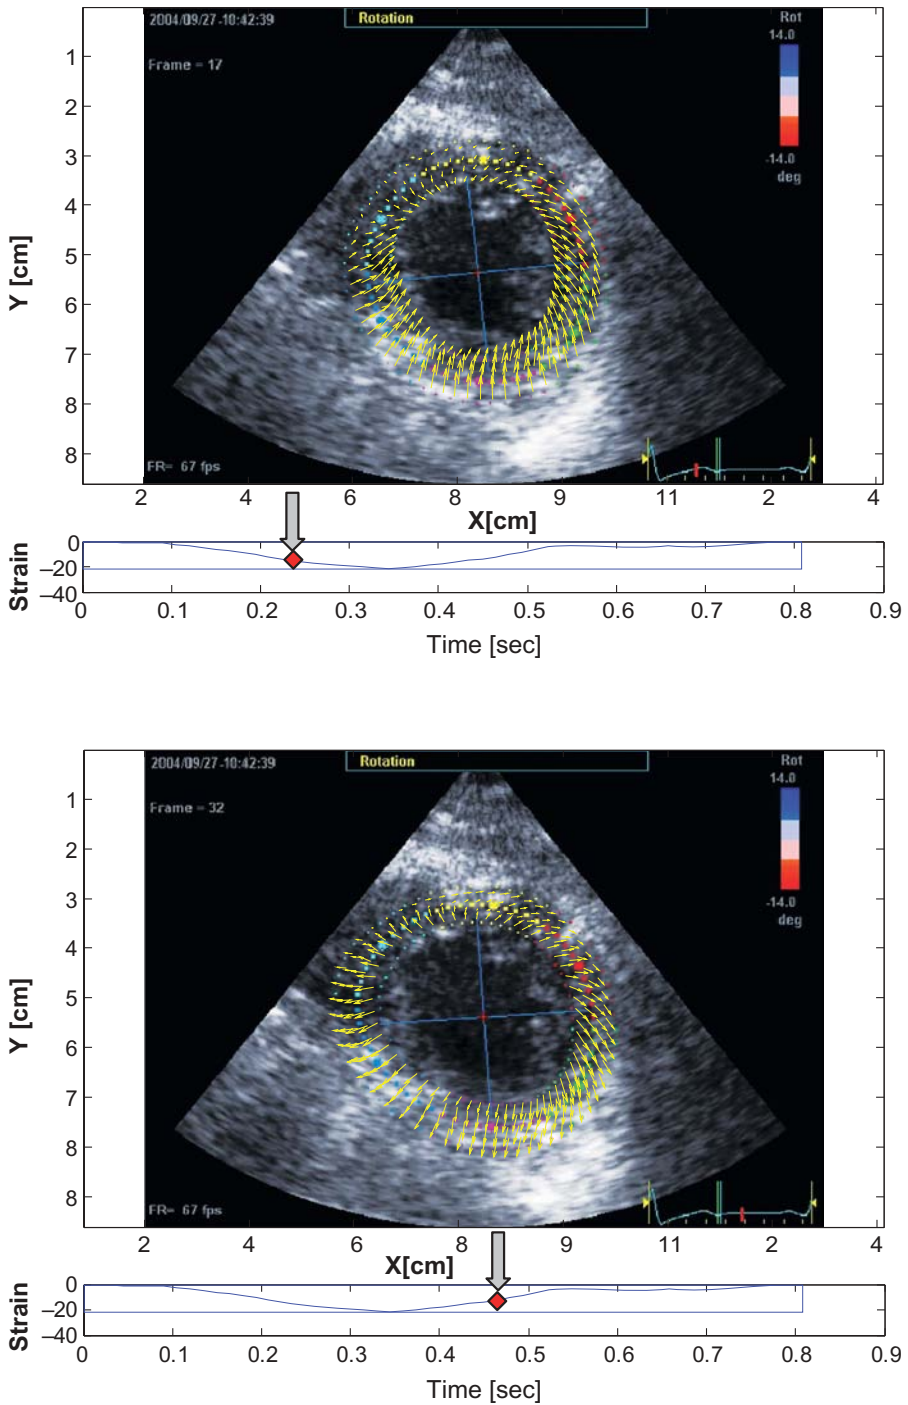 2004/09/27-10:42:39
Rotation
Rot
14.0
Frame = 17
-14.0
deg
FR= 67 fps
Y [cm]
1
2
3
4
5
6
7
8
2 4 6 8 9 11 2 4
X[cm]
Strain
0
–20
–40
0 0.1 0.2 0.3 0.4 0.5 0.6 0.7 0.8 0.9
Time [sec]
2004/09/27-10:42:39
Rotation
Rot
14.0
Frame = 32
-14.0
deg
FR= 67 fps
Y [cm]
1
2
3
4
5
6
7
8
2 4 6 8 9 11 2 4
X[cm]
Strain
0
–20
–40
0 0.1 0.2 0.3 0.4 0.5 0.6 0.7 0.8 0.9
Time [sec]